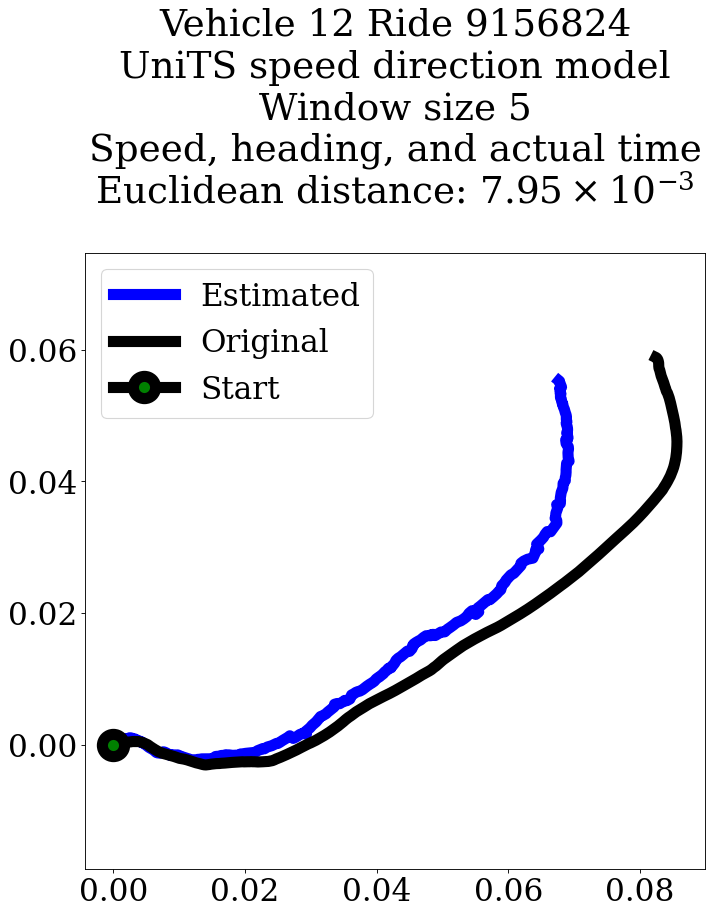 Vehicle 12 Ride 9156824
UniTS speed direction model
Window size 5
Speed, heading, and actual time
Euclidean distance: 7.95 × 10⁻³
Estimated
Original
Start
0.06
0.04
0.02
0.00
0.00 0.02 0.04 0.06 0.08